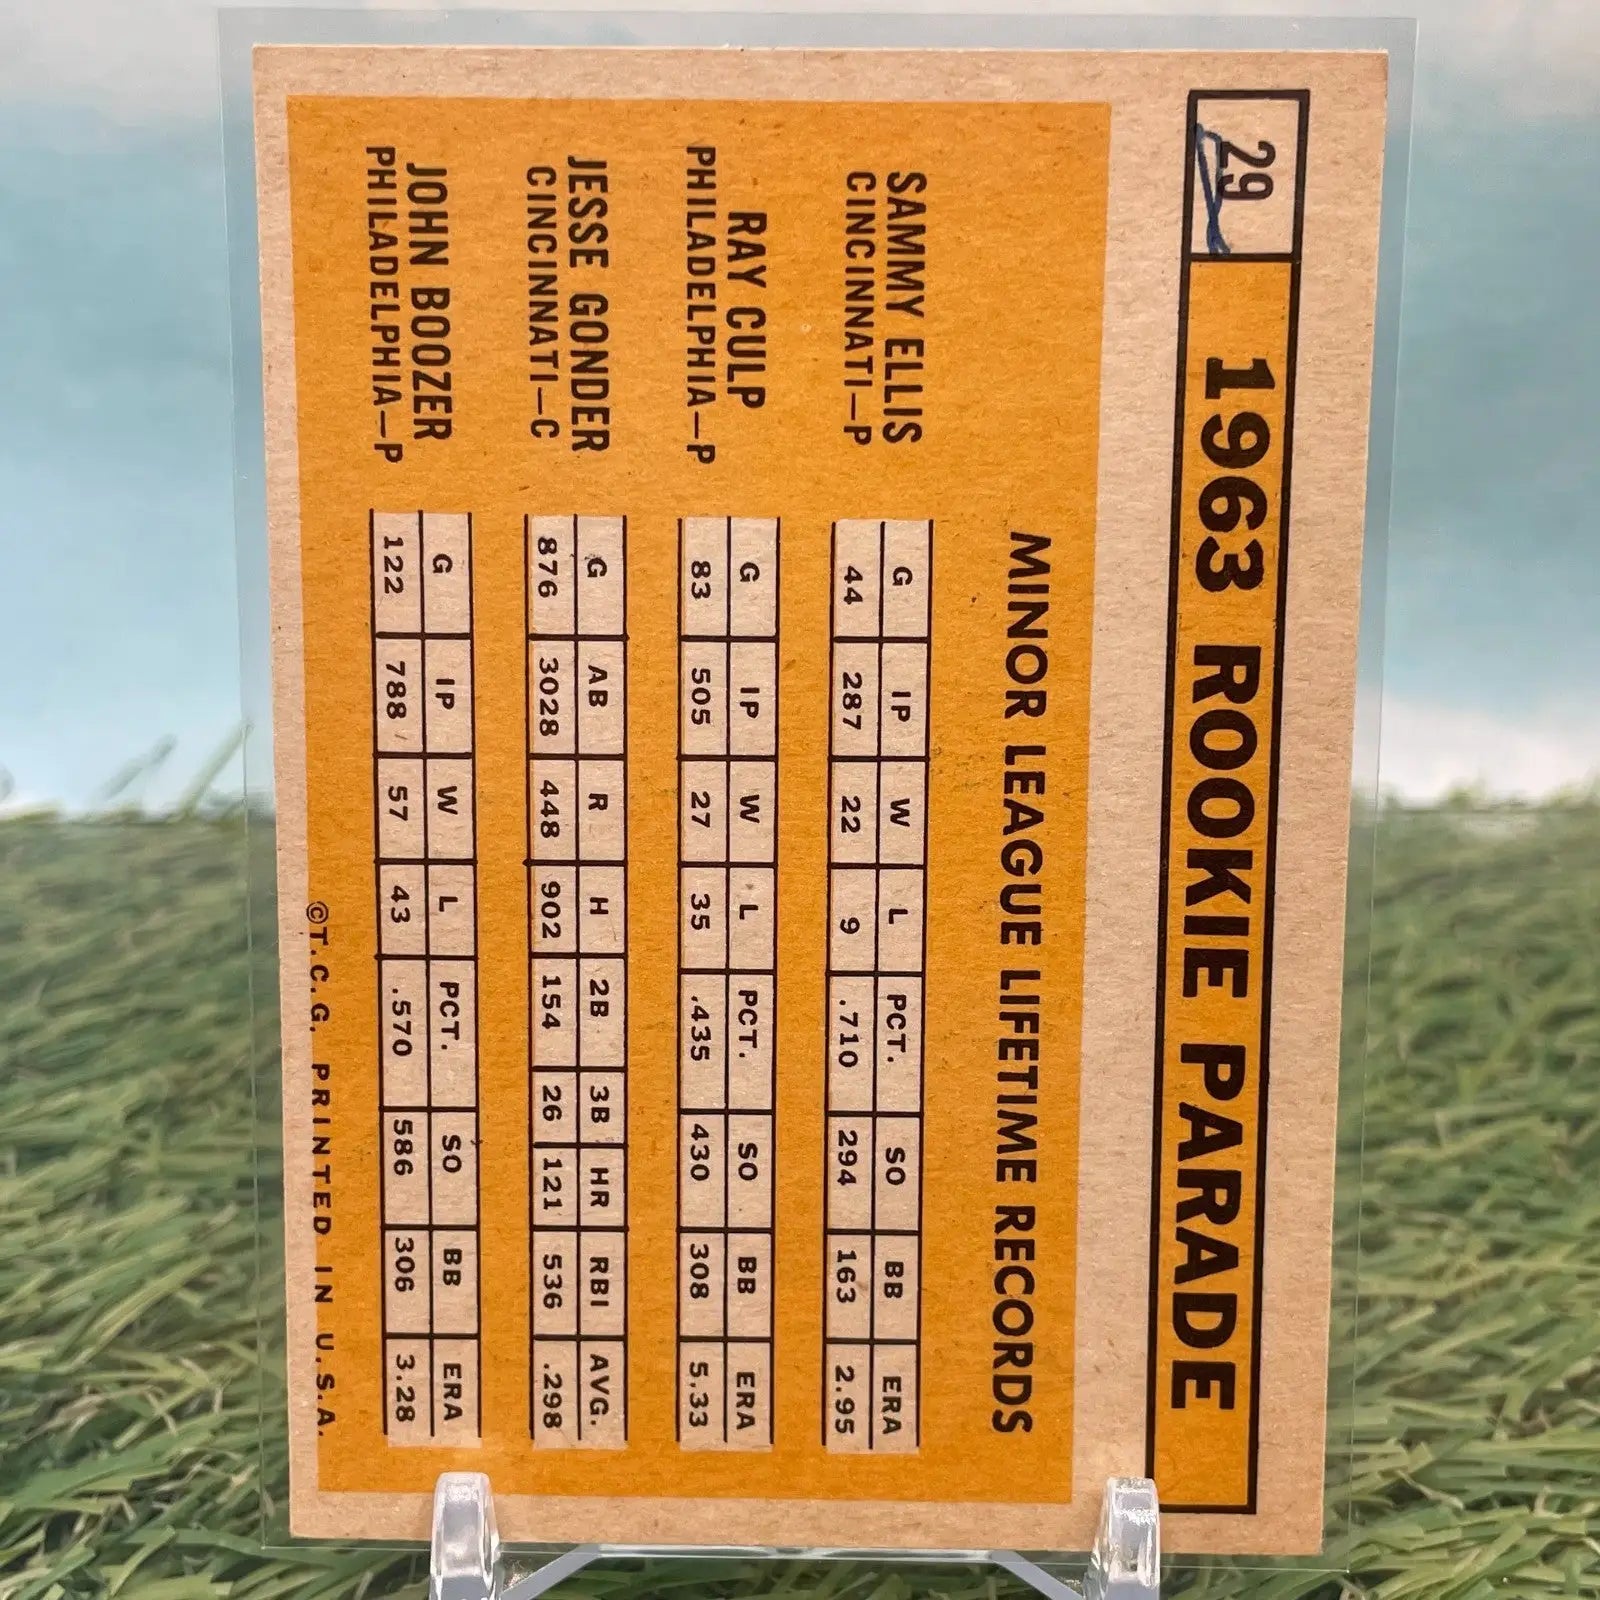 29 1963 ROOKIE PARADE
MINOR LEAGUE LIFETIME RECORDS
SAMMY ELLIS
CINCINNATI—P
G IP W L PCT. SO BB ERA
44 287 22 9 .710 294 163 2.95
RAY CULP
PHILADELPHIA—P
G IP W L PCT. SO BB ERA
83 505 27 35 .435 430 308 5.33
JESSE GONDER
CINCINNATI—C
G AB R H 2B 3B HR RBI AVG.
876 3028 448 902 154 26 121 536 .298
JOHN BOOZER
PHILADELPHIA—P
G IP W L PCT. SO BB ERA
122 788 57 43 .570 586 306 3.28
©T.C.G. PRINTED IN U.S.A.